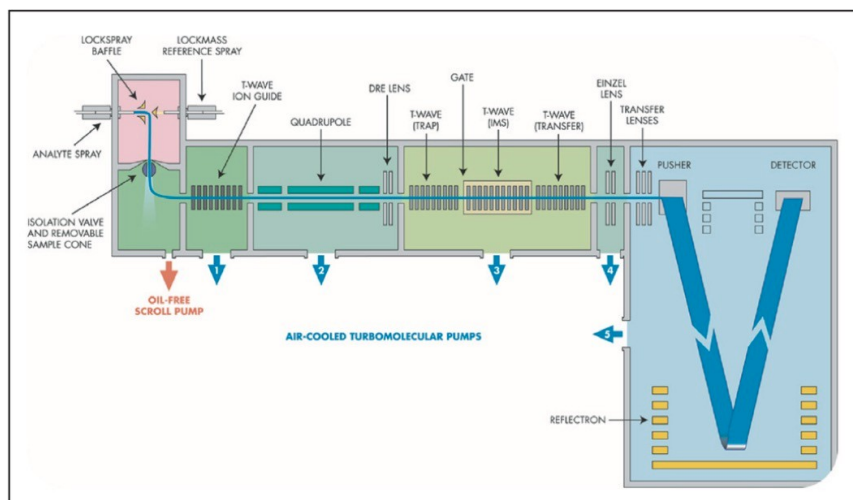 LOCKSPRAY
BAFFLE
LOCKMASS
REFERENCE SPRAY
T-WAVE
ION GUIDE
ANALYTE SPRAY
ISOLATION VALVE
AND REMOVABLE
SAMPLE CONE
QUADRUPOLE
DRE LENS
T-WAVE
(TRAP)
GATE
T-WAVE
(IMS)
T-WAVE
(TRANSFER)
EINZEL
LENS
TRANSFER
LENSES
PUSHER
DETECTOR
OIL-FREE
SCROLL PUMP
1
2
3
4
5
AIR-COOLED TURBOMOLECULAR PUMPS
REFLECTRON